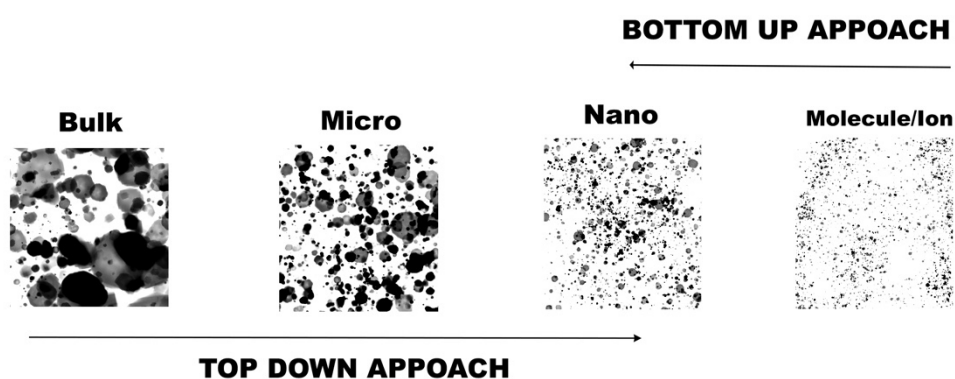 BOTTOM UP APPOACH
Bulk
Micro
Nano
Molecule/Ion
TOP DOWN APPOACH